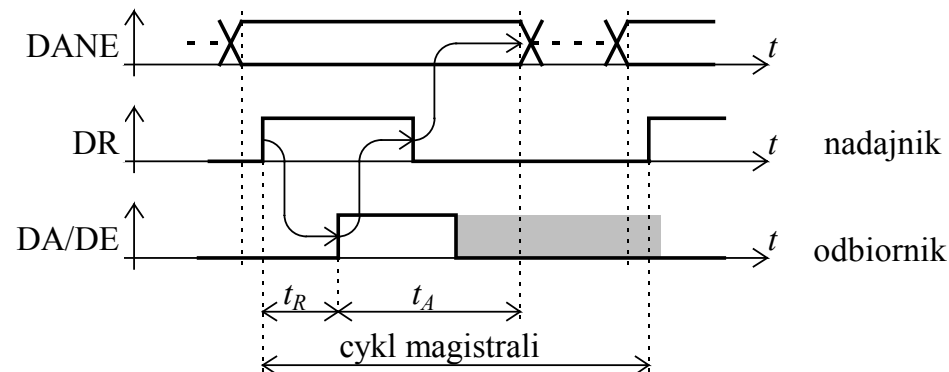 DANE t
DR t nadajnik
DA/DE t odbiornik
t_R t_A
cykl magistrali